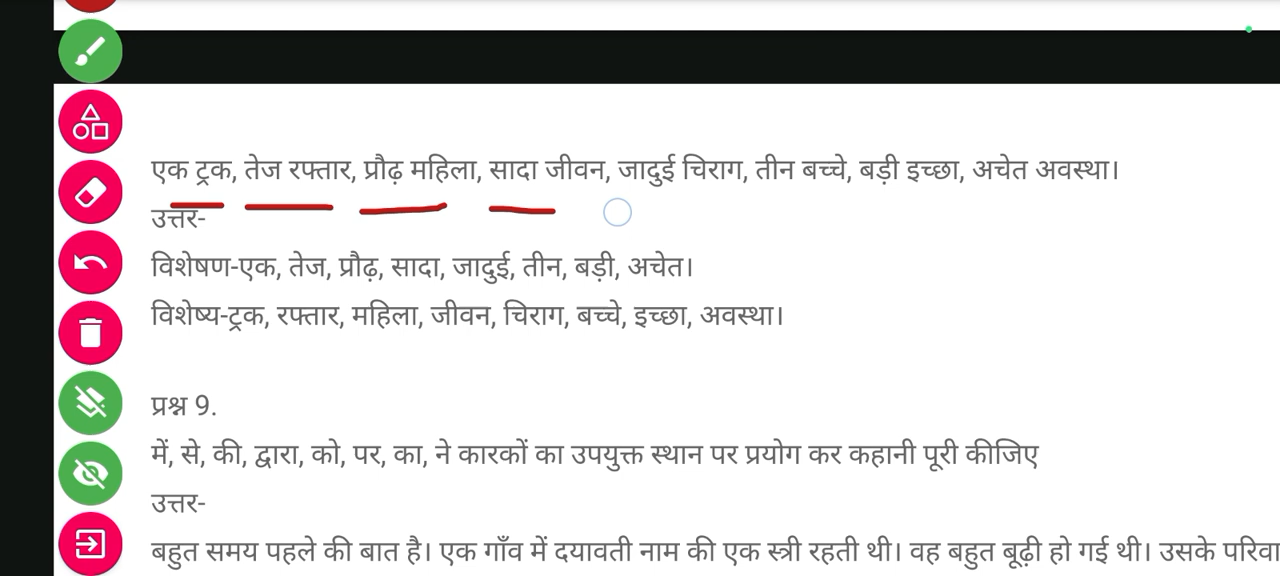 एक ट्रक, तेज रफ्तार, प्रौढ़ महिला, सादा जीवन, जादुई चिराग, तीन बच्चे, बड़ी इच्छा, अचेत अवस्था।
उत्तर-
विशेषण-एक, तेज, प्रौढ़, सादा, जादुई, तीन, बड़ी, अचेत।
विशेष्य-ट्रक, रफ्तार, महिला, जीवन, चिराग, बच्चे, इच्छा, अवस्था।
प्रश्न 9.
में, से, की, द्वारा, को, पर, का, ने कारकों का उपयुक्त स्थान पर प्रयोग कर कहानी पूरी कीजिए
उत्तर-
बहुत समय पहले की बात है। एक गाँव में दयावती नाम की एक स्त्री रहती थी। वह बहुत बूढ़ी हो गई थी। उसके